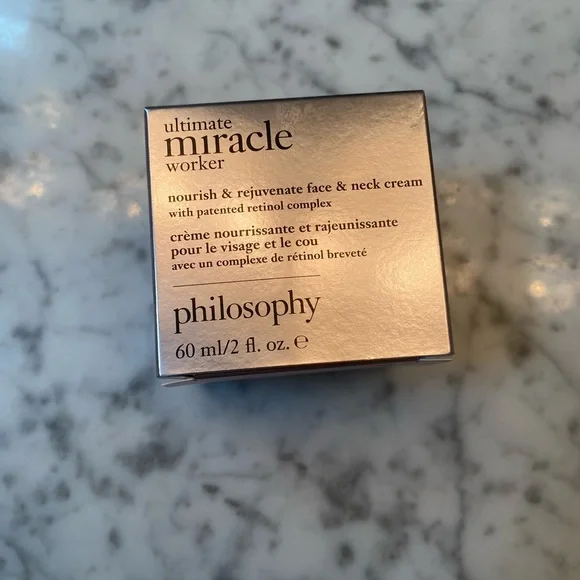 ultimate
miracle
worker
nourish & rejuvenate face & neck cream
with patented retinol complex
crème nourrissante et rajeunissante
pour le visage et le cou
avec un complexe de rétinol breveté
philosophy
60 ml/2 fl. oz. ℮